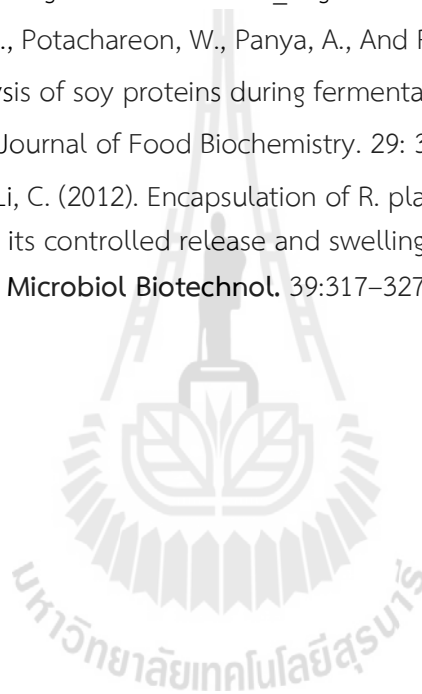 ., Potachareon, W., Panya, A., And
ysis of soy proteins during fermenta
Journal of Food Biochemistry. 29: 3
Li, C. (2012). Encapsulation of R. pla
its controlled release and swelling
Microbiol Biotechnol. 39:317–327
มหาวิทยาลัยเทคโนโลยีสุรนารี